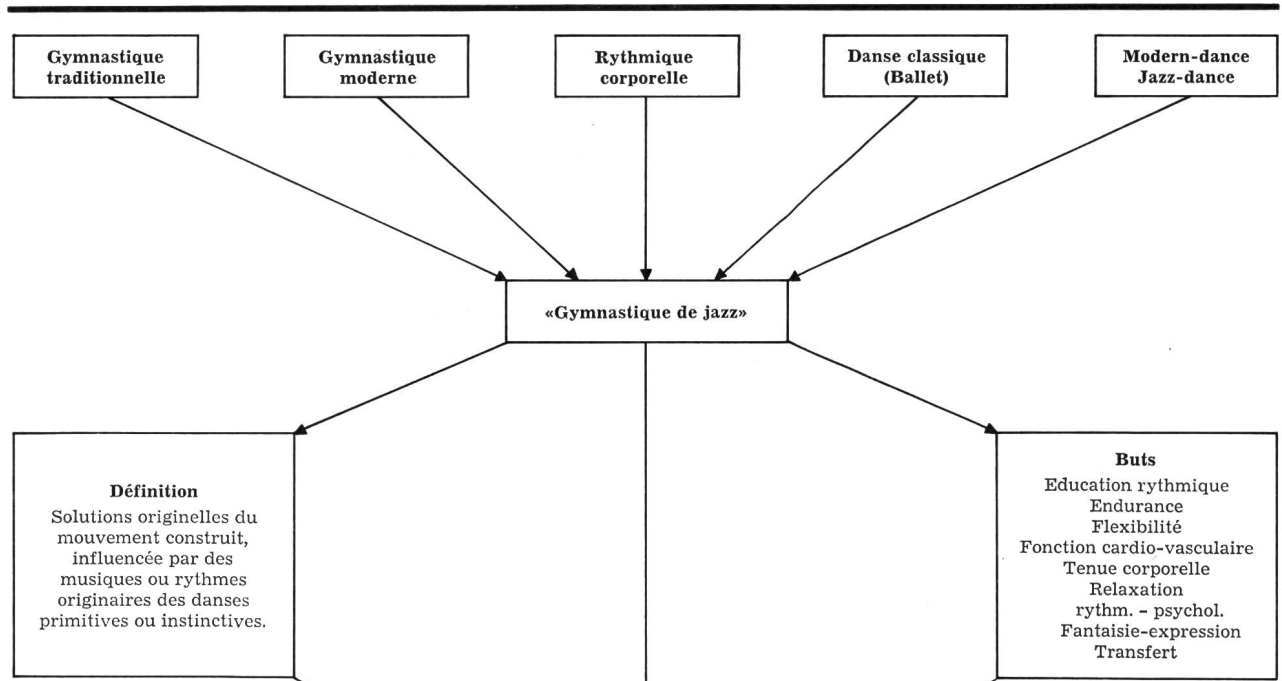 Gymnastique
traditionnelle
Gymnastique
moderne
Rythmique
corporelle
Danse classique
(Ballet)
Modern-dance
Jazz-dance
«Gymnastique de jazz»
Définition
Solutions originelles du
mouvement construit,
influencée par des
musiques ou rythmes
originaires des danses
primitives ou instinctives.
Buts
Education rythmique
Endurance
Flexibilité
Fonction cardio-vasculaire
Tenue corporelle
Relaxation
rythm. - psychol.
Fantaisie-expression
Transfert